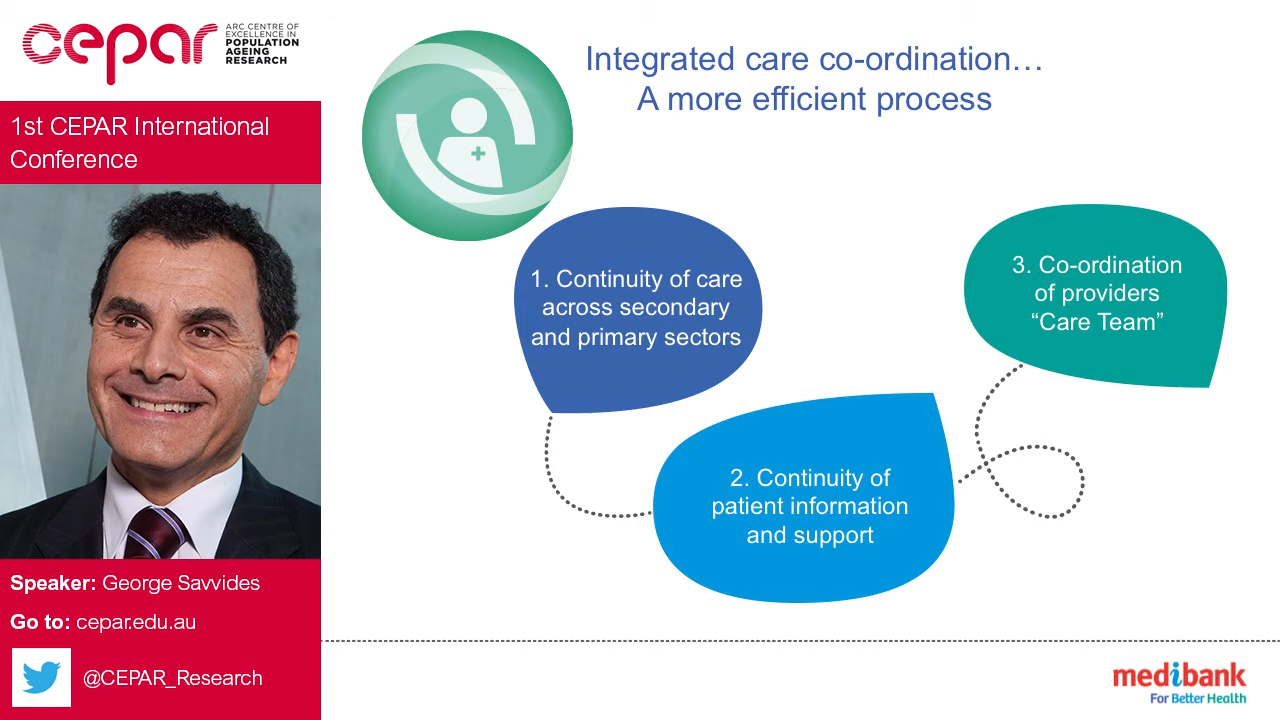 cepar
ARC CENTRE OF
EXCELLENCE IN
POPULATION
AGEING
RESEARCH
1st CEPAR International
Conference
Speaker: George Savvides
Go to: cepar.edu.au
@CEPAR_Research
Integrated care co-ordination…
A more efficient process
1. Continuity of care
across secondary
and primary sectors
2. Continuity of
patient information
and support
3. Co-ordination
of providers
“Care Team”
medibank
For Better Health